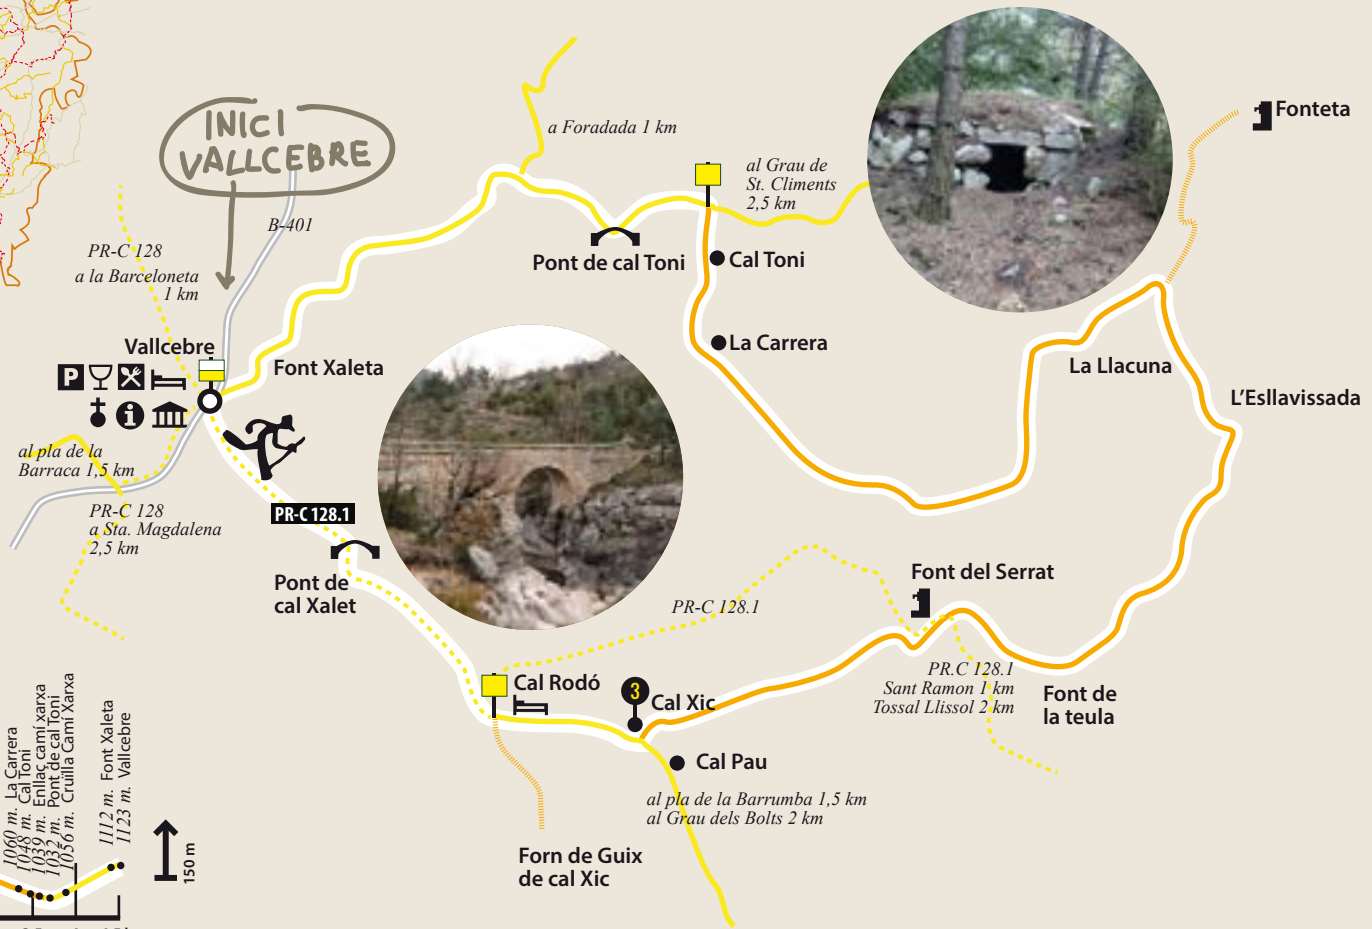 INICI
VALLCEBRE
a Foradada 1 km
Fonteta
al Grau de
St. Climents
2,5 km
B-401
PR-C 128
a la Barceloneta
1 km
Pont de cal Toni
Cal Toni
Vallcebre
La Carrera
Font Xaleta
La Llacuna
L'Esllavissada
P
i
al pla de la
Barraca 1,5 km
PR-C 128
a Sta. Magdalena
2,5 km
PR-C 128.1
Pont de
cal Xalet
Font del Serrat
PR-C 128.1
PR.C 128.1
Sant Ramon 1 km
Tossal Llissol 2 km
Font de
la teula
Cal Rodó
3
Cal Xic
Cal Pau
al pla de la Barrumba 1,5 km
al Grau dels Bolts 2 km
Forn de Guix
de cal Xic
1060 m. La Carrera
1048 m. Cal Toni
1039 m. Enllaç camí xarxa
1032 m. Pont de cal Toni
1056 m. Cruïlla Camí Xarxa
1112 m. Font Xaleta
1123 m. Vallcebre
150 m